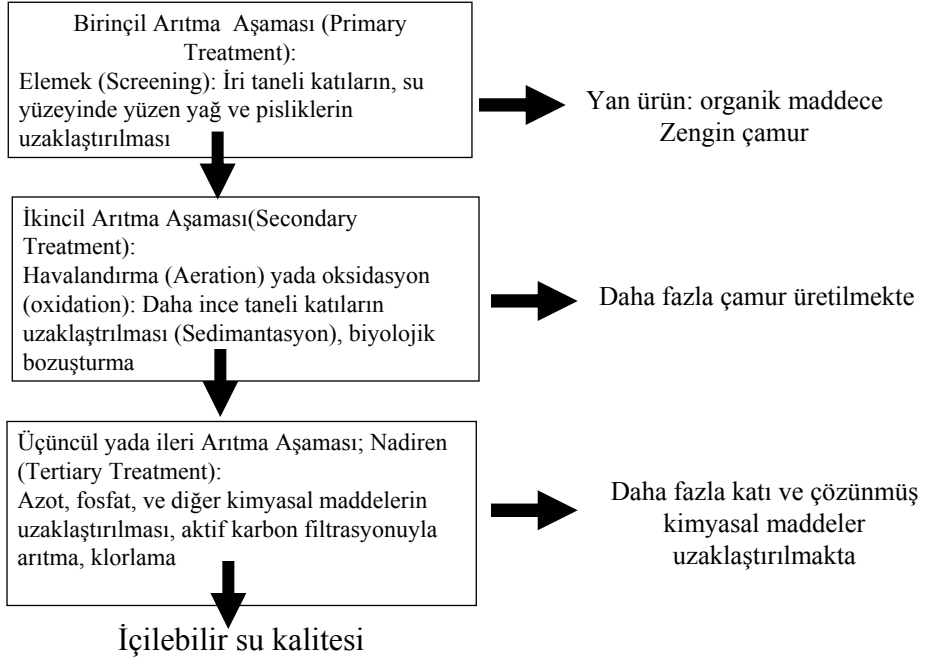 Birinçil Arıtma Aşaması (Primary
Treatment):
Elemek (Screening): İri taneli katıların, su
yüzeyinde yüzen yağ ve pisliklerin
uzaklaştırılması
Yan ürün: organik maddece
Zengin çamur
İkincil Arıtma Aşaması(Secondary
Treatment):
Havalandırma (Aeration) yada oksidasyon
(oxidation): Daha ince taneli katıların
uzaklaştrılması (Sedimantasyon), biyolojik
bozuşturma
Daha fazla çamur üretilmekte
Üçüncül yada ileri Arıtma Aşaması; Nadiren
(Tertiary Treatment):
Azot, fosfat, ve diğer kimyasal maddelerin
uzaklaştırılması, aktif karbon filtrasyonuyla
arıtma, klorlama
Daha fazla katı ve çözünmüş
kimyasal maddeler
uzaklaştırılmakta
İçilebilir su kalitesi